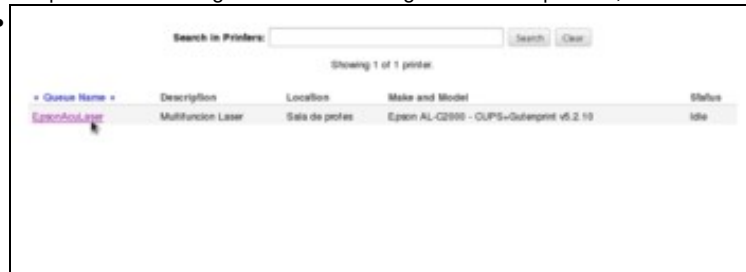 Search in Printers: Search Clear
Showing 1 of 1 printer.
Queue Name Description Location Make and Model Status
EpsonAcuLaser Multifuncion Laser Sala de profes Epson AL-C2000 - CUPS+Gutenprint v5.2.10 Idle